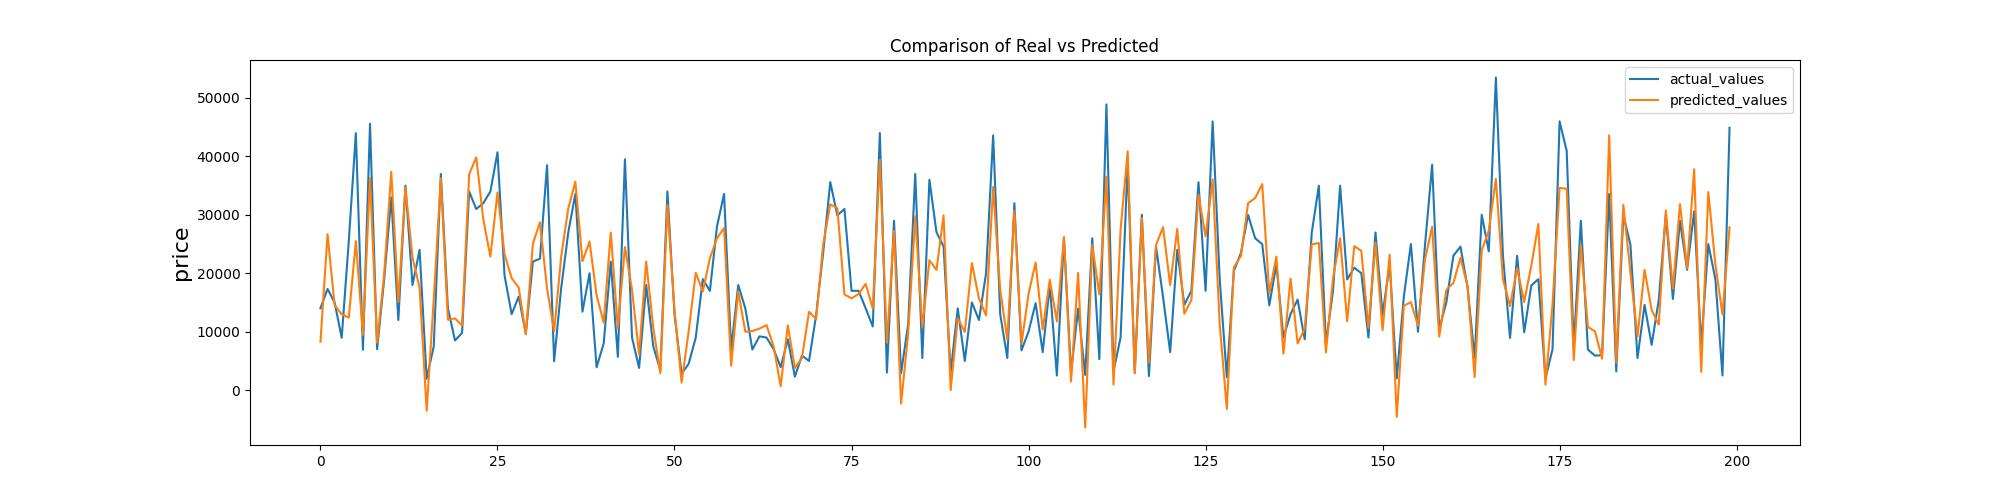 Comparison of Real vs Predicted
actual_values
predicted_values
price
50000
40000
30000
20000
10000
0
0 25 50 75 100 125 150 175 200